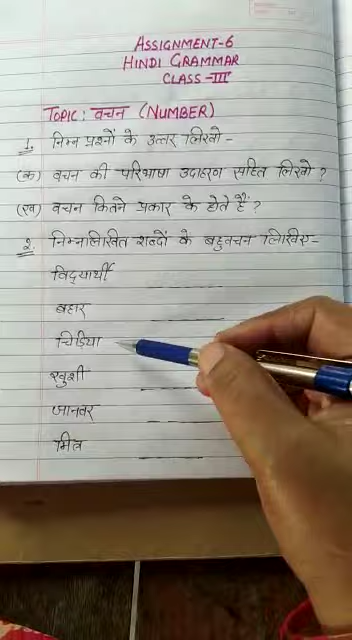 ASSIGNMENT-6
HINDI GRAMMAR
CLASS-III
TOPIC: वचन (NUMBER)
1. निम्न प्रश्नों के उत्तर लिखो -
(क) वचन की परिभाषा उदाहरण सहित लिखो ?
(ख) वचन कितने प्रकार के होते हैं ?
2. निम्नलिखित शब्दों के बहुवचन लिखिए -
विद्यार्थी
बहार
चिडिया
खुशी
जानवर
मित्र